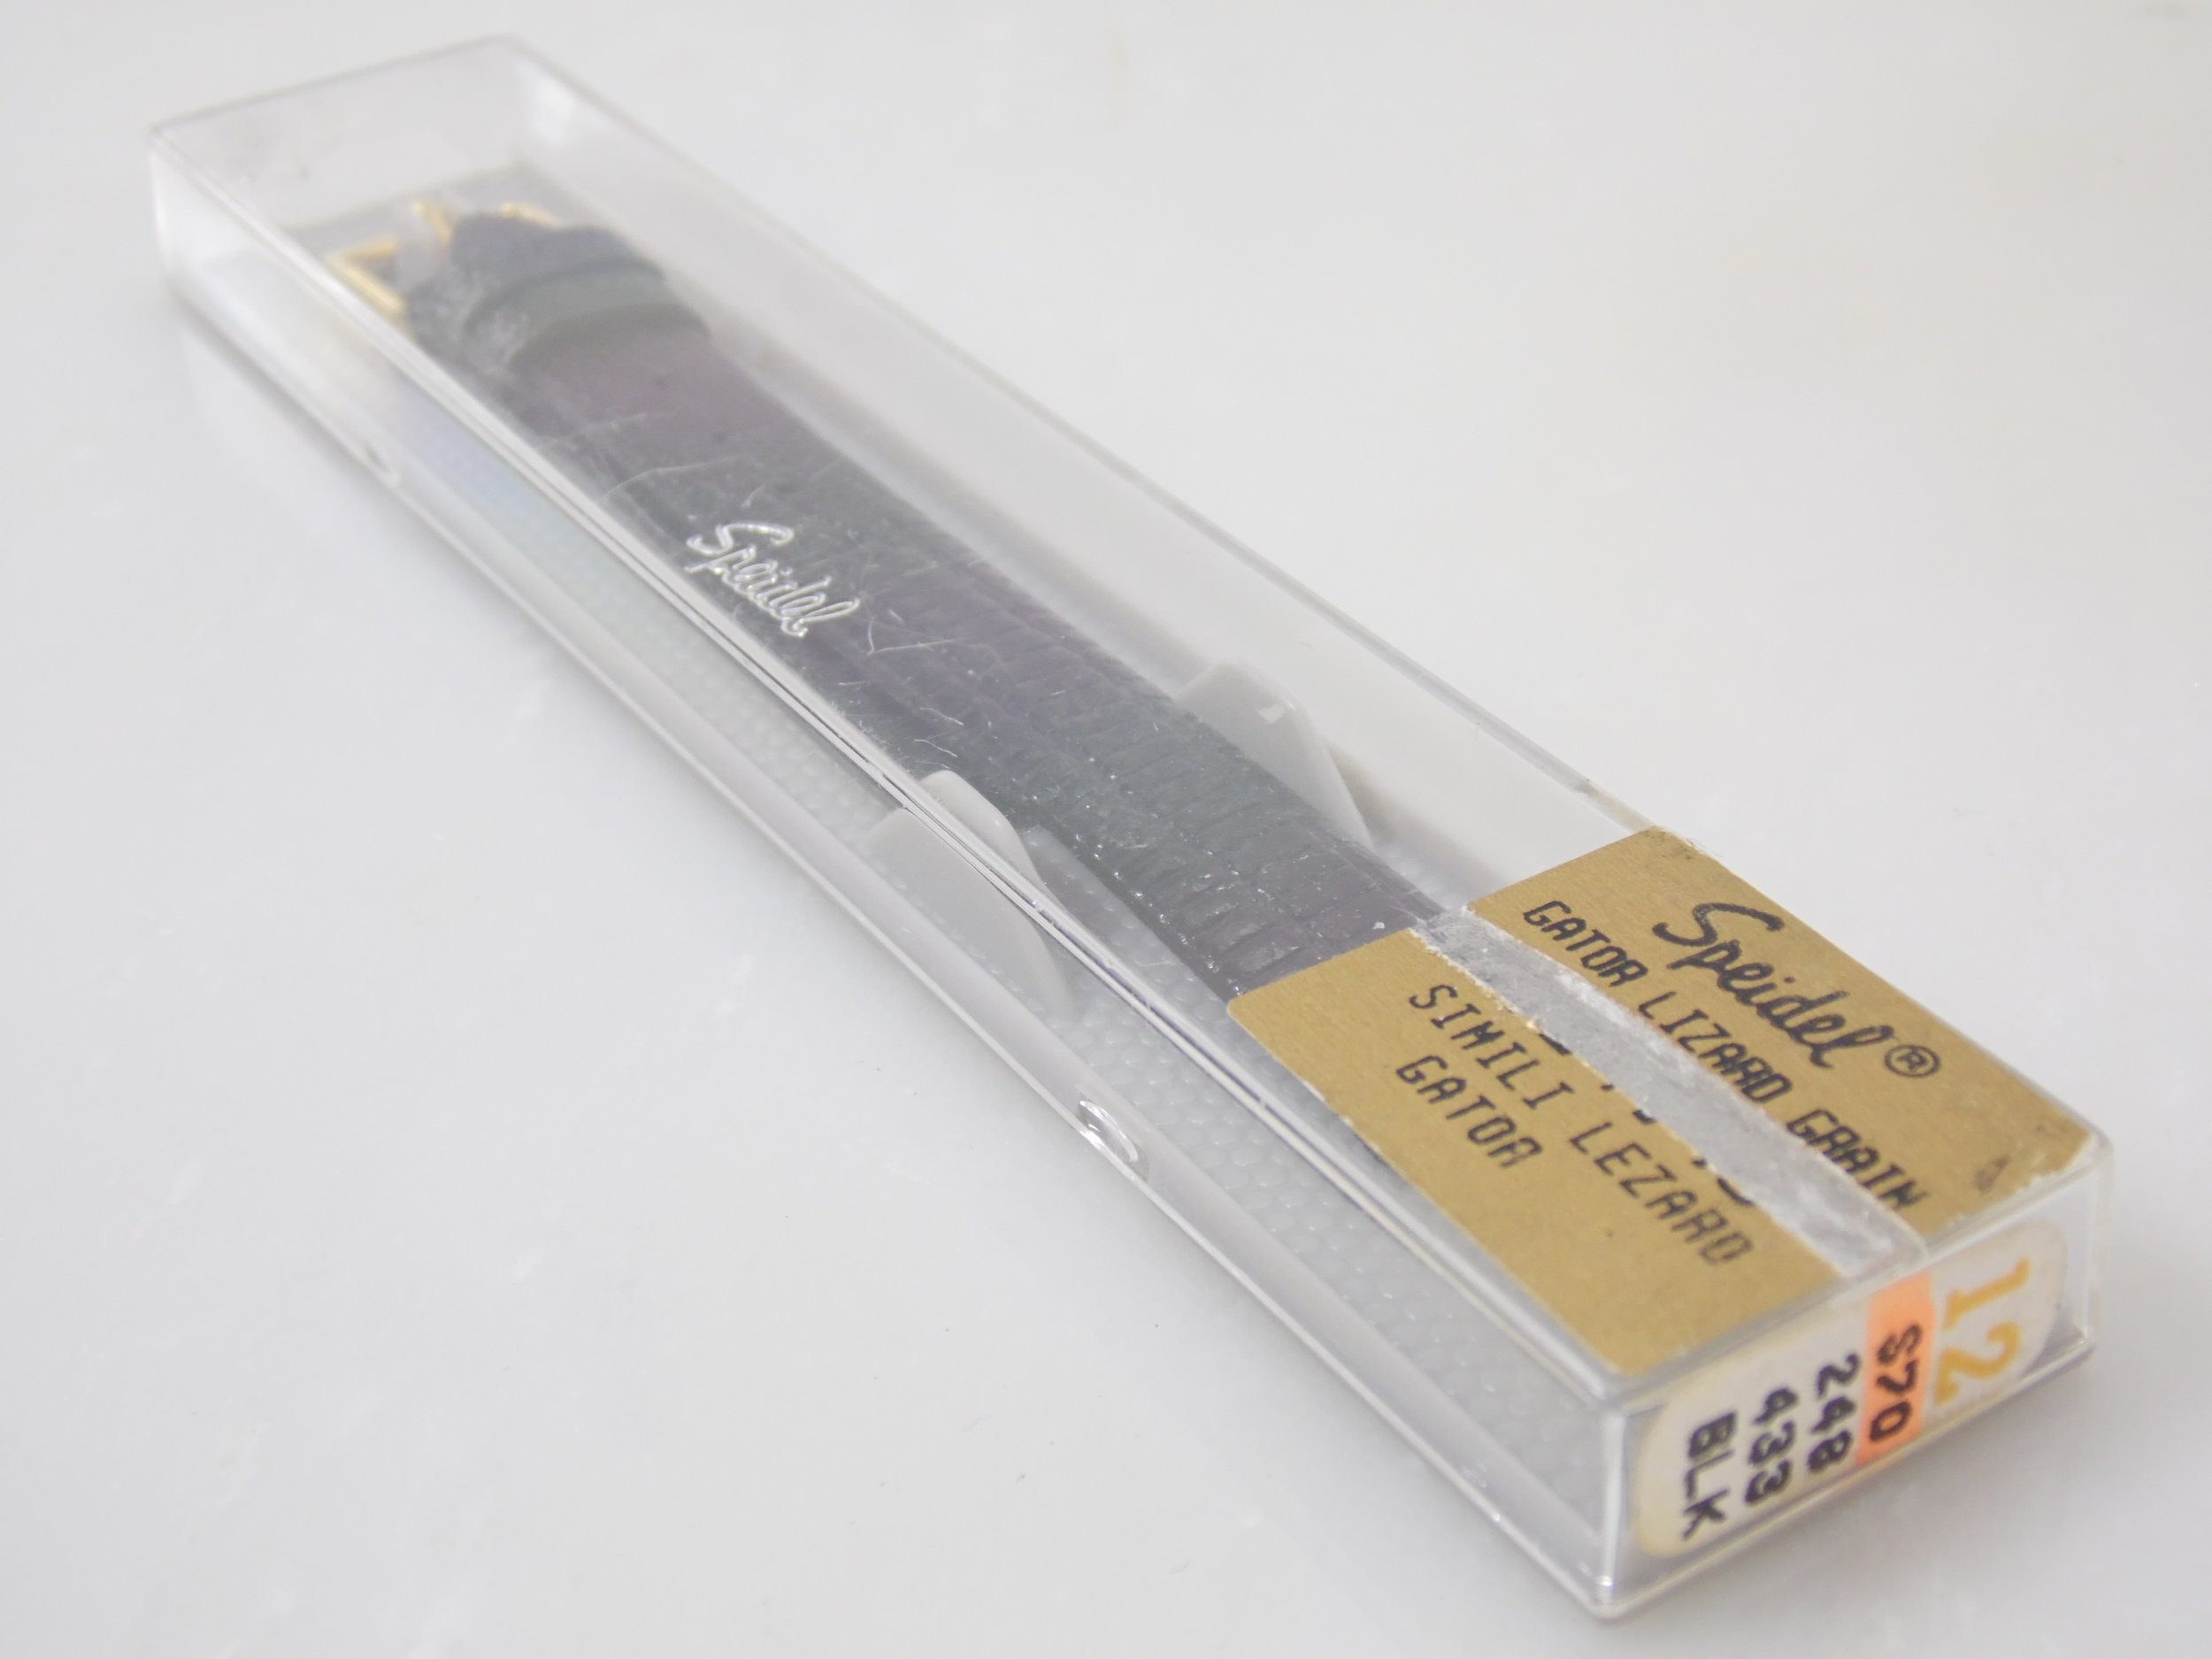 Speidel
Speidel®
GATOR LIZARD GRAIN
SIMILI LEZARD
GATOR
12
S70
248
433
BLK